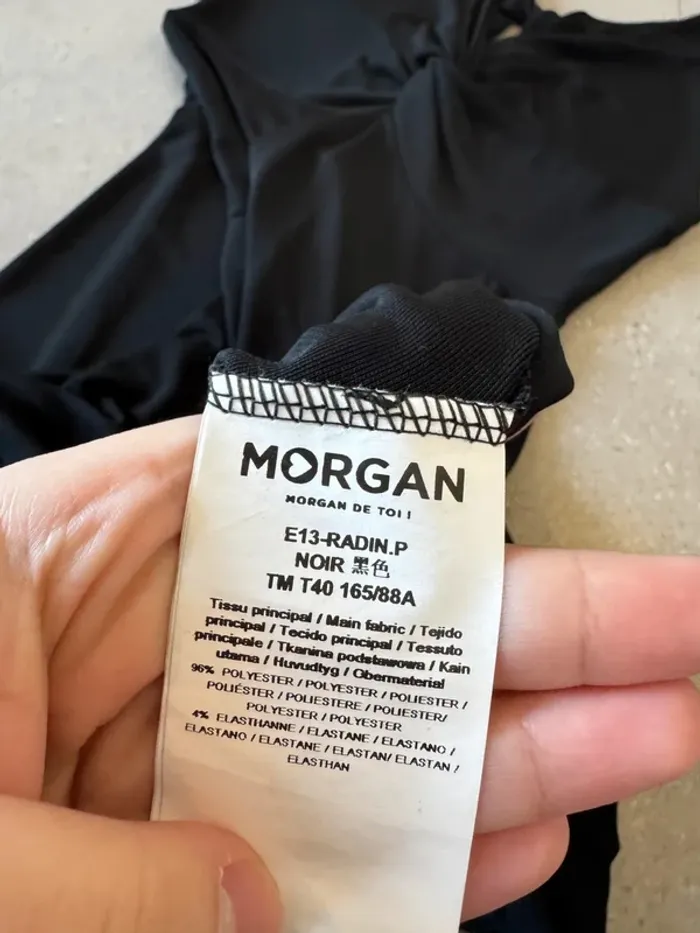 MORGAN
MORGAN DE TOI !
E13-RADIN.P
NOIR 黑色
TM T40 165/88A
Tissu principal / Main fabric / Tejido
principal / Tecido principal / Tessuto
principale / Tkanina podstawowa / Kain
utama / Huvudtyg / Obermaterial
96% POLYESTER / POLYESTER / POLIESTER /
POLIÉSTER / POLIESTERE / POLIESTER/
POLYESTER / POLYESTER
4% ELASTHANNE / ELASTANE / ELASTANO /
ELASTANO / ELASTANE / ELASTAN/ ELASTAN /
ELASTHAN